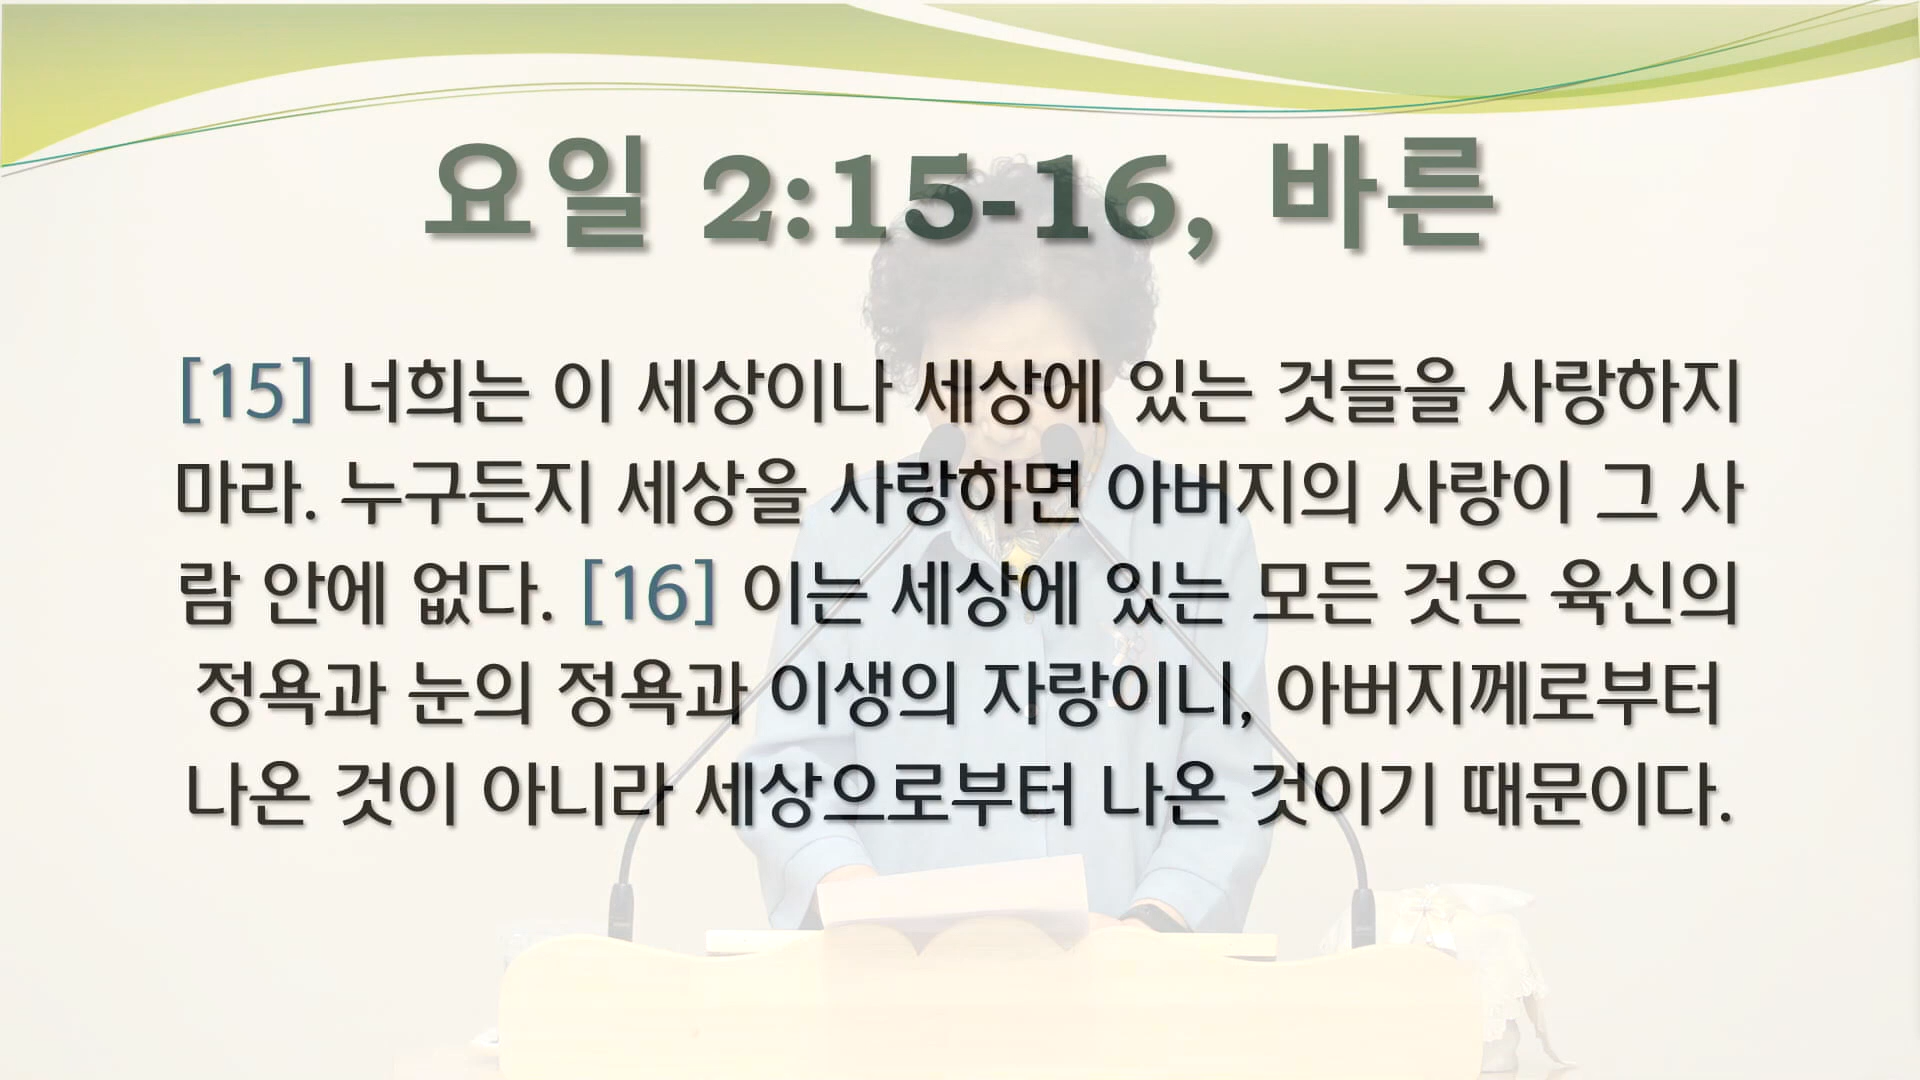 요일 2:15-16, 바른
[15] 너희는 이 세상이나 세상에 있는 것들을 사랑하지
마라. 누구든지 세상을 사랑하면 아버지의 사랑이 그 사
람 안에 없다. [16] 이는 세상에 있는 모든 것은 육신의
정욕과 눈의 정욕과 이생의 자랑이니, 아버지께로부터
나온 것이 아니라 세상으로부터 나온 것이기 때문이다.